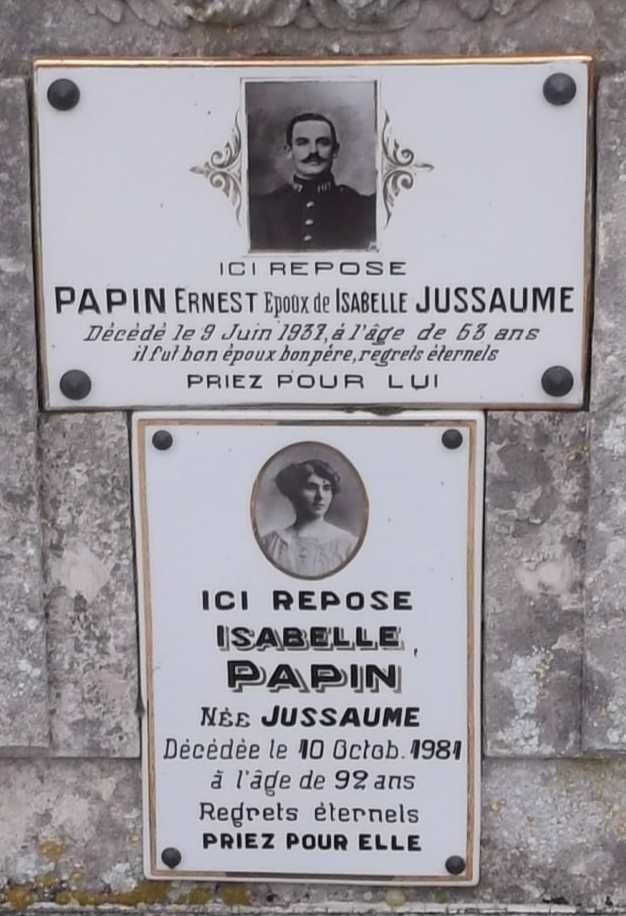 ICI REPOSE
PAPIN ERNEST Epoux de ISABELLE JUSSAUME
Décédé le 9 Juin 1937, à l'âge de 53 ans
il fut bon époux bon père, regrets éternels
PRIEZ POUR LUI
ICI REPOSE
ISABELLE
PAPIN
NÉE JUSSAUME
Décédée le 10 Octob. 1981
à l'âge de 92 ans
Regrets éternels
PRIEZ POUR ELLE